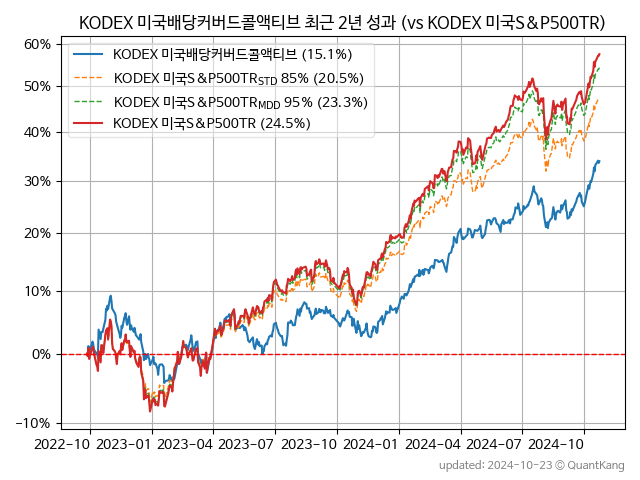 KODEX 미국배당커버드콜액티브 최근 2년 성과 (vs KODEX 미국S&P500TR)
KODEX 미국배당커버드콜액티브 (15.1%)
KODEX 미국S&P500TR STD 85% (20.5%)
KODEX 미국S&P500TR MDD 95% (23.3%)
KODEX 미국S&P500TR (24.5%)
60%
50%
40%
30%
20%
10%
0%
-10%
2022-10 2023-01 2023-04 2023-07 2023-10 2024-01 2024-04 2024-07 2024-10
updated: 2024-10-23 ⓒ QuantKang